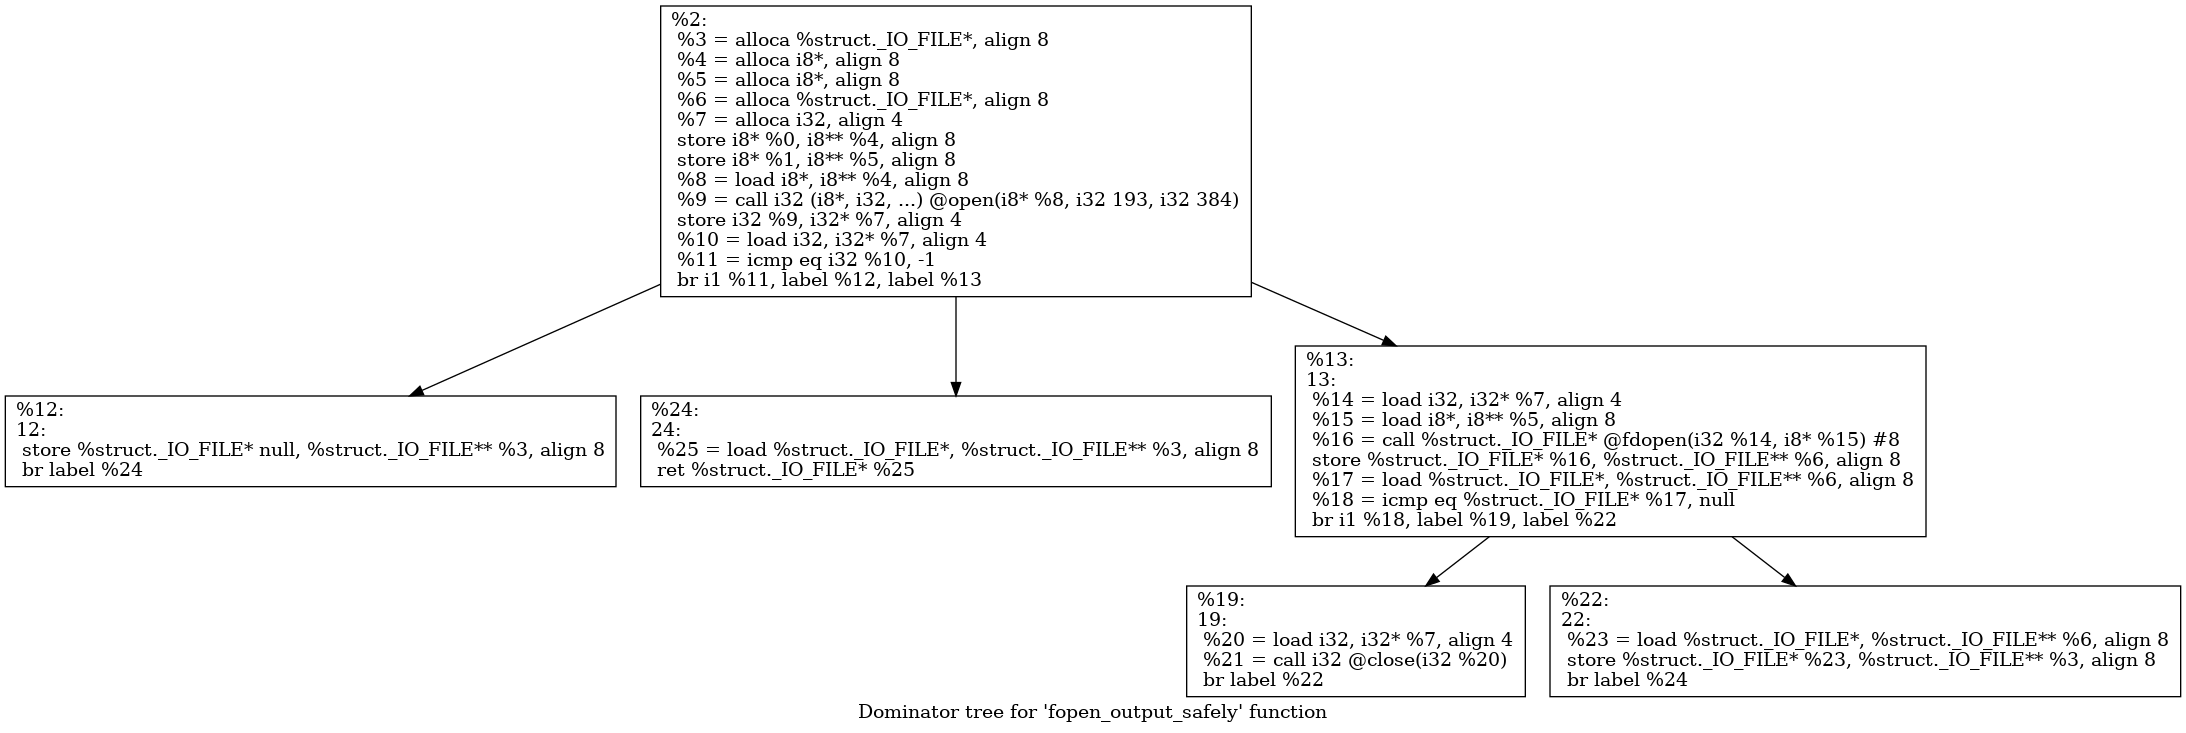 %2:
%3 = alloca %struct._IO_FILE*, align 8
%4 = alloca i8*, align 8
%5 = alloca i8*, align 8
%6 = alloca %struct._IO_FILE*, align 8
%7 = alloca i32, align 4
store i8* %0, i8** %4, align 8
store i8* %1, i8** %5, align 8
%8 = load i8*, i8** %4, align 8
%9 = call i32 (i8*, i32, ...) @open(i8* %8, i32 193, i32 384)
store i32 %9, i32* %7, align 4
%10 = load i32, i32* %7, align 4
%11 = icmp eq i32 %10, -1
br i1 %11, label %12, label %13
%12:
12:
store %struct._IO_FILE* null, %struct._IO_FILE** %3, align 8
br label %24
%24:
24:
%25 = load %struct._IO_FILE*, %struct._IO_FILE** %3, align 8
ret %struct._IO_FILE* %25
%13:
13:
%14 = load i32, i32* %7, align 4
%15 = load i8*, i8** %5, align 8
%16 = call %struct._IO_FILE* @fdopen(i32 %14, i8* %15) #8
store %struct._IO_FILE* %16, %struct._IO_FILE** %6, align 8
%17 = load %struct._IO_FILE*, %struct._IO_FILE** %6, align 8
%18 = icmp eq %struct._IO_FILE* %17, null
br i1 %18, label %19, label %22
%19:
19:
%20 = load i32, i32* %7, align 4
%21 = call i32 @close(i32 %20)
br label %22
%22:
22:
%23 = load %struct._IO_FILE*, %struct._IO_FILE** %6, align 8
store %struct._IO_FILE* %23, %struct._IO_FILE** %3, align 8
br label %24
Dominator tree for 'fopen_output_safely' function